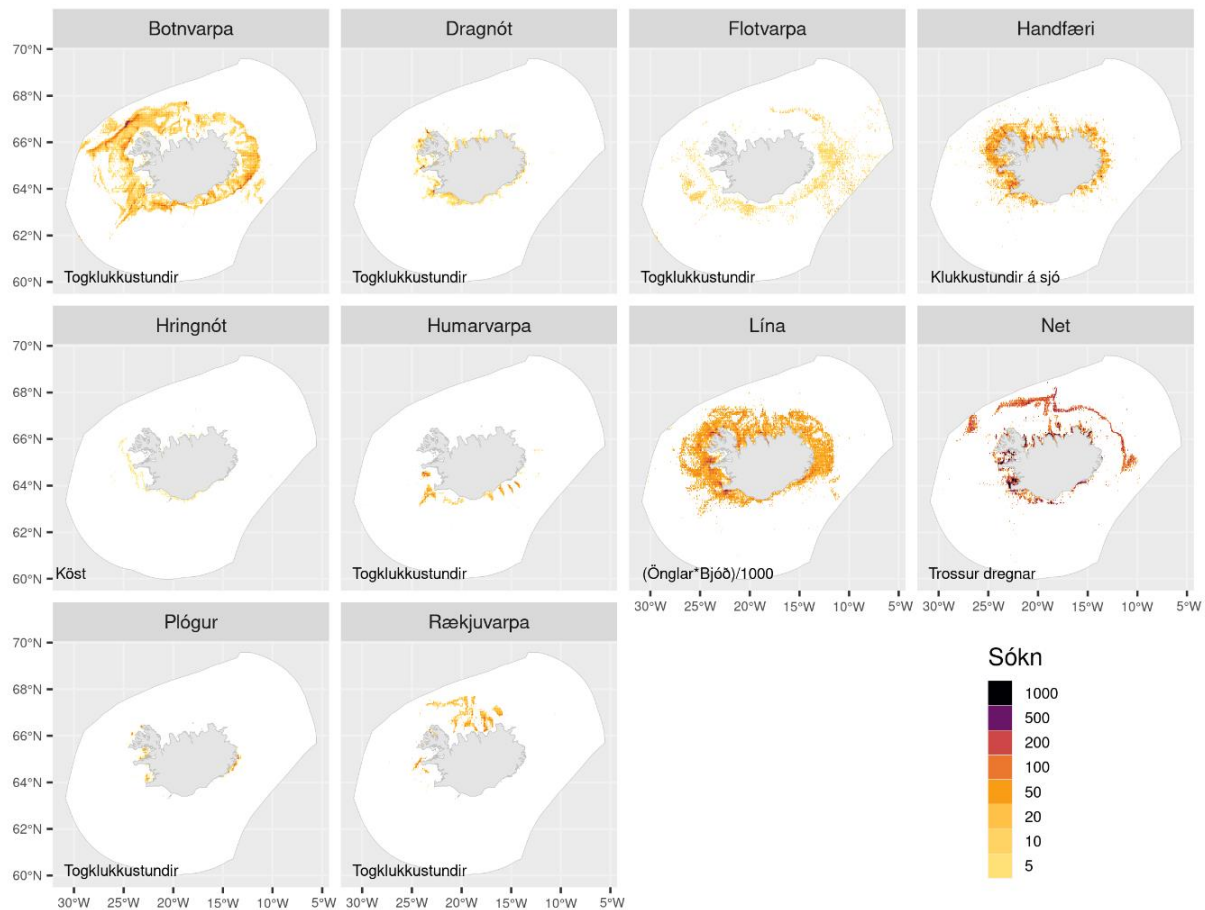 Botnvarpa
Dragnót
Flotvarpa
Handfæri
70°N
68°N
66°N
64°N
62°N
60°N
Togklukkustundir
Togklukkustundir
Togklukkustundir
Klukkustundir á sjó
Hringnót
Humarvarpa
Lína
Net
70°N
68°N
66°N
64°N
62°N
60°N
Köst
Togklukkustundir
(Önglar*Bjóð)/1000
Trossur dregnar
30°W 25°W 20°W 15°W 10°W 5°W
30°W 25°W 20°W 15°W 10°W 5°W
Plógur
Rækjuvarpa
70°N
68°N
66°N
64°N
62°N
60°N
Togklukkustundir
Togklukkustundir
30°W 25°W 20°W 15°W 10°W 5°W
30°W 25°W 20°W 15°W 10°W 5°W
Sókn
1000
500
200
100
50
20
10
5